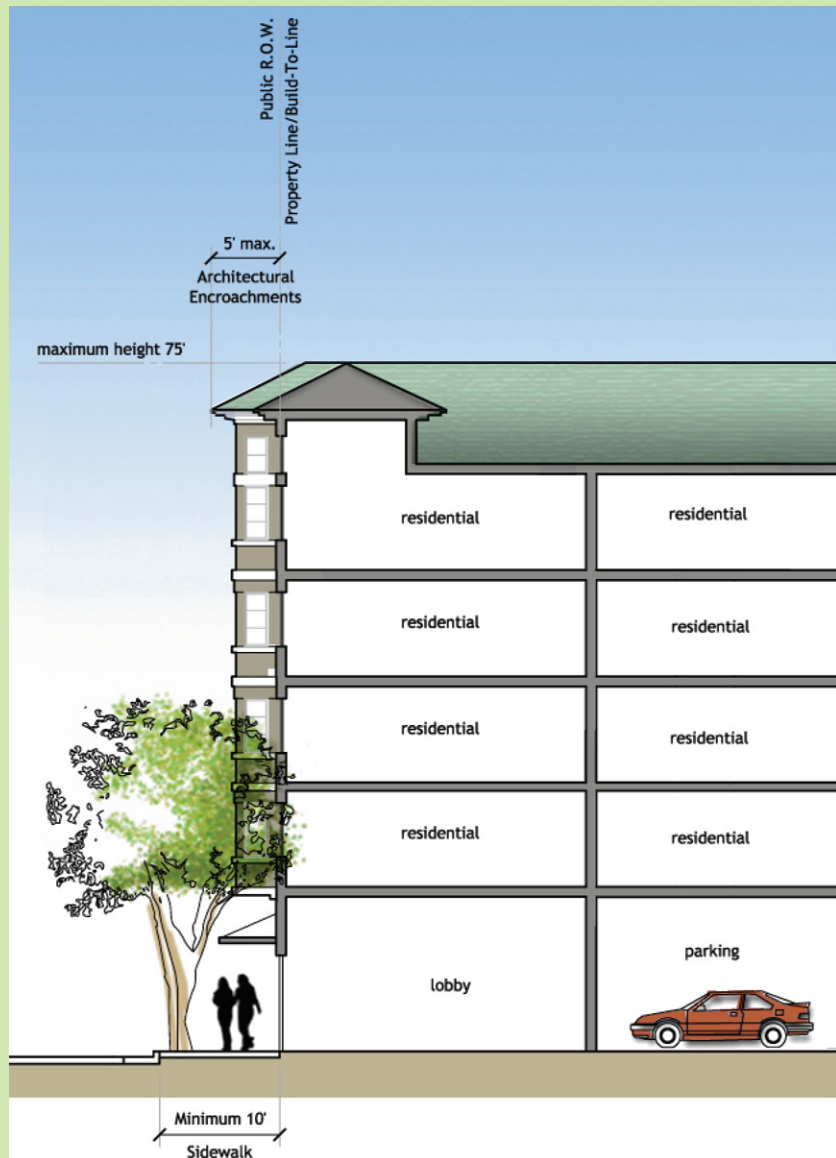 Public R.O.W.
Property Line/Build-To-Line
5' max.
Architectural
Encroachments
maximum height 75'
residential
residential
residential
residential
residential
residential
residential
residential
lobby
parking
Minimum 10'
Sidewalk